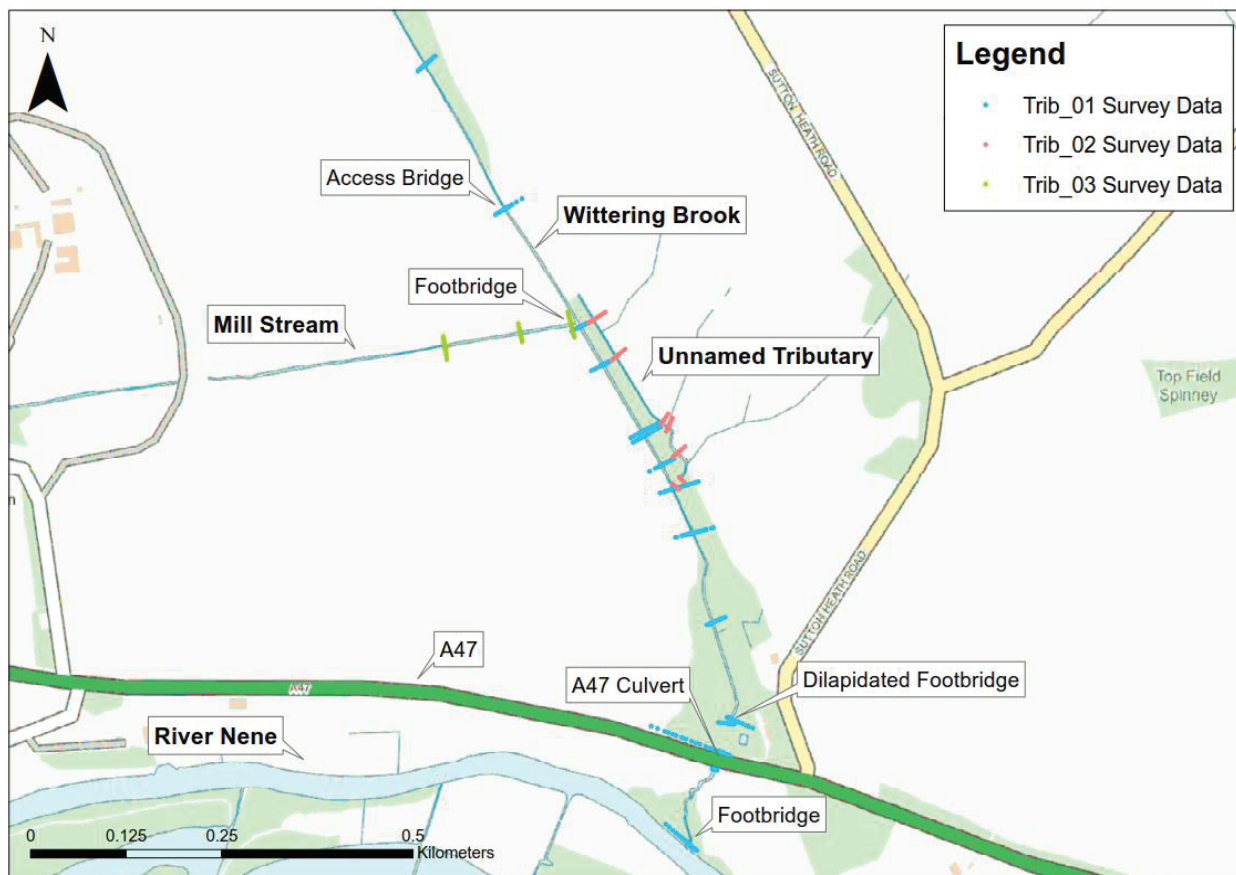 N
Legend
Trib_01 Survey Data
Trib_02 Survey Data
Trib_03 Survey Data
SUTTON HEATH ROAD
Access Bridge
Wittering Brook
Footbridge
Mill Stream
Unnamed Tributary
Top Field
Spinney
n
SUTTON HEATH ROAD
A47
A47 Culvert
Dilapidated Footbridge
A47
River Nene
Footbridge
0 0.125 0.25 0.5
Kilometers